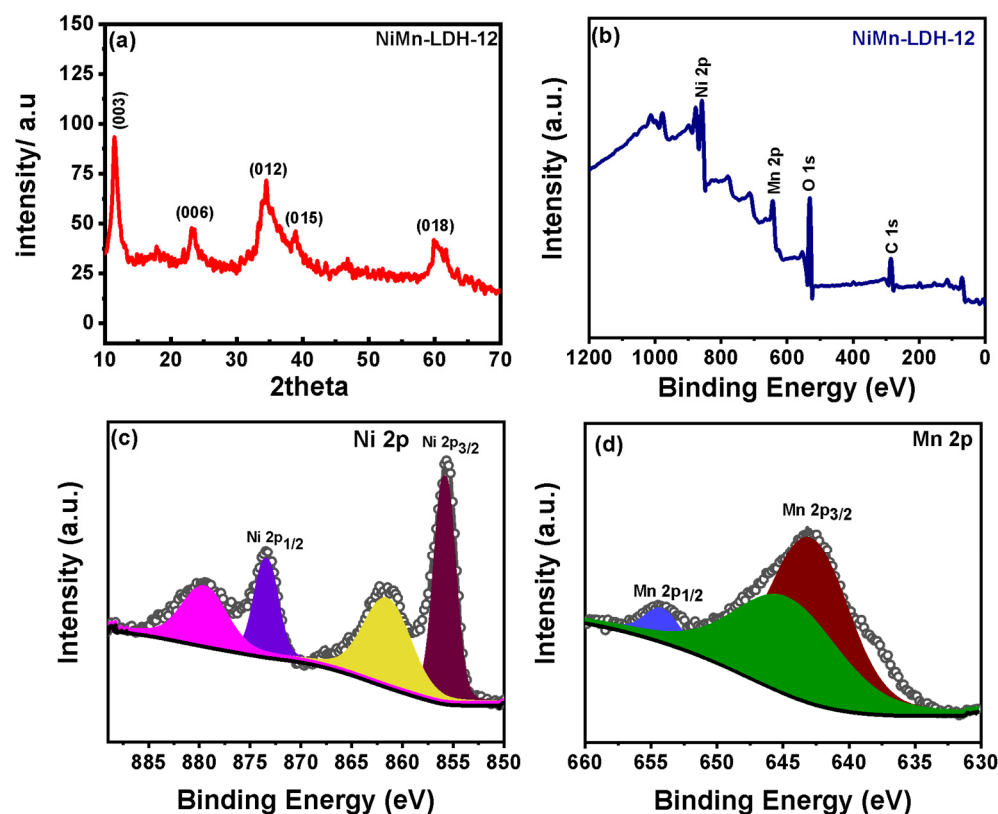 (a) NiMn-LDH-12
intensity/ a.u
150
125
100
75
50
25
0
(003)
(006)
(012)
(015)
(018)
10 20 30 40 50 60 70
2theta
(b) NiMn-LDH-12
Intensity (a.u.)
Ni 2p
Mn 2p
O 1s
C 1s
1200 1000 800 600 400 200 0
Binding Energy (eV)
(c) Ni 2p
Intensity (a.u.)
Ni 2p3/2
Ni 2p1/2
885 880 875 870 865 860 855 850
Binding Energy (eV)
(d) Mn 2p
Intensity (a.u.)
Mn 2p3/2
Mn 2p1/2
660 655 650 645 640 635 630
Binding Energy (eV)